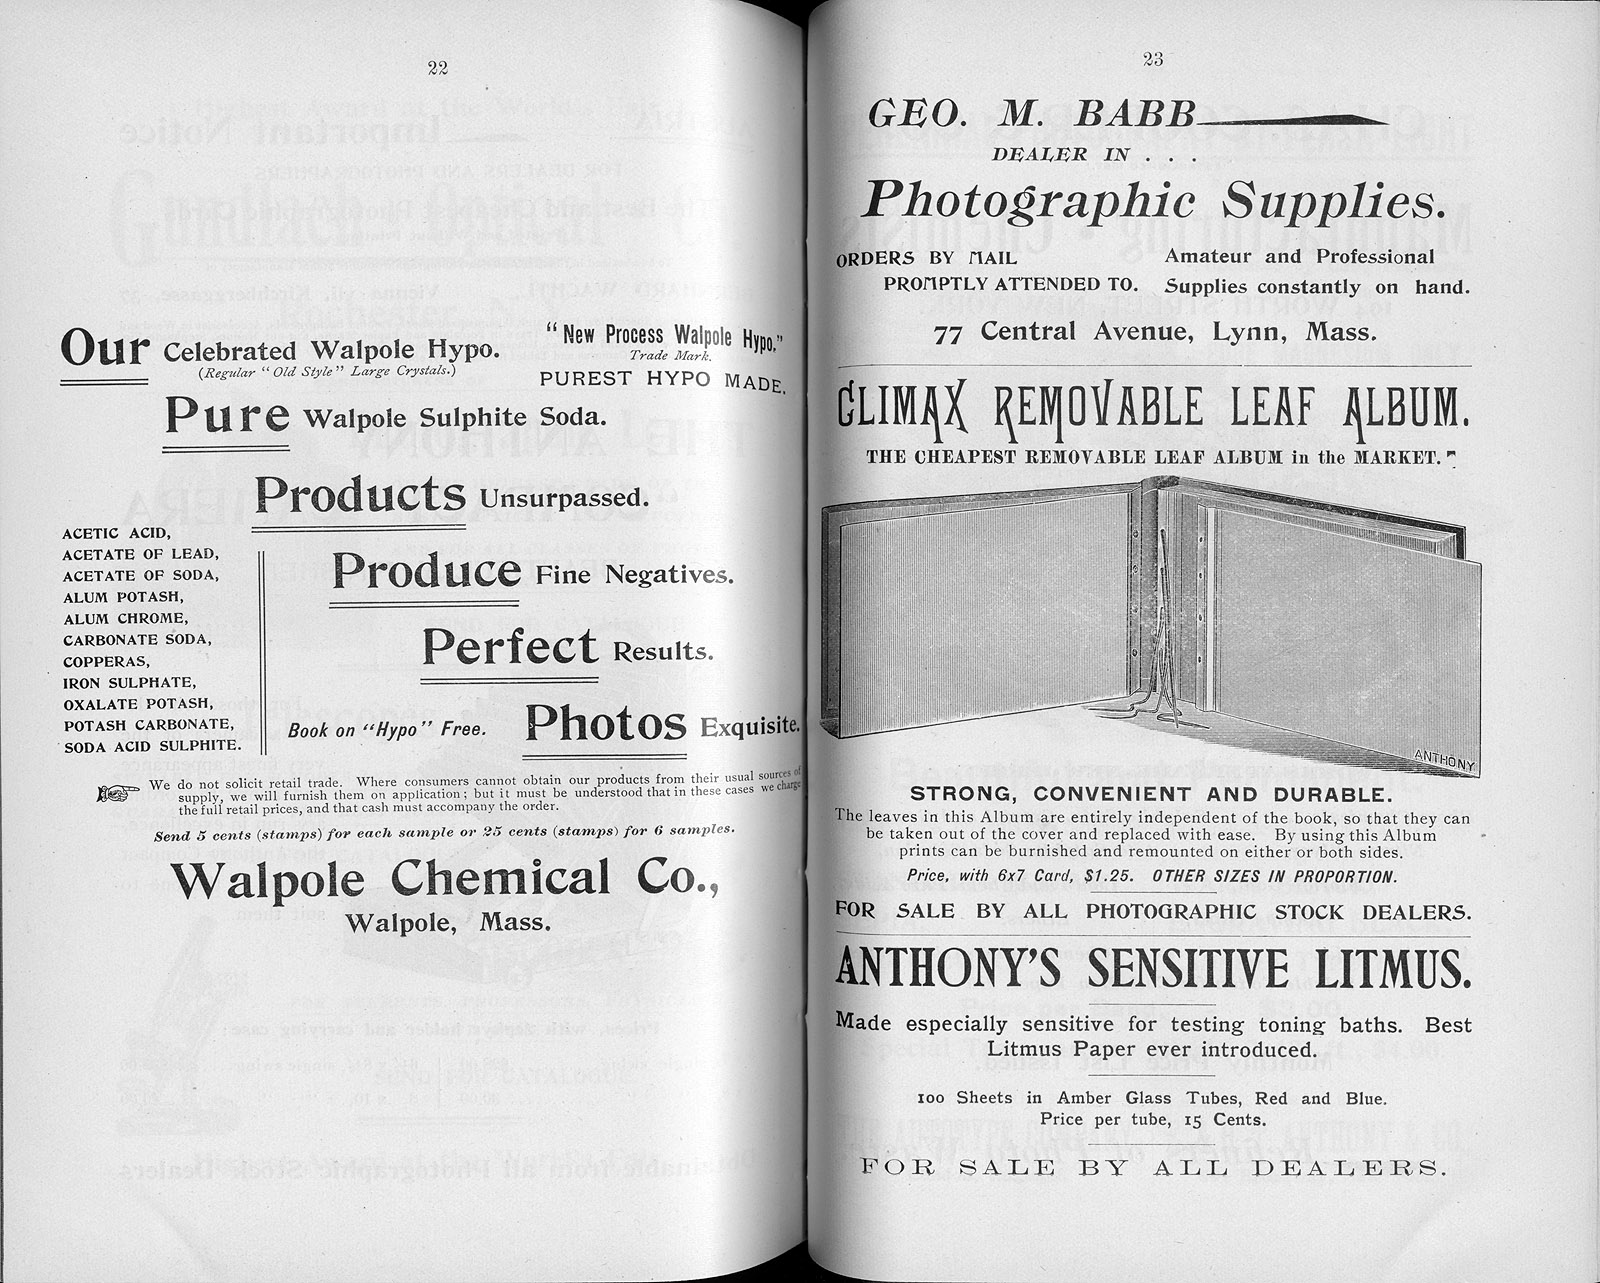 22
Our Celebrated Walpole Hypo.
(Regular "Old Style" Large Crystals.)
"New Process Walpole Hypo."
Trade Mark.
PUREST HYPO MADE.
Pure Walpole Sulphite Soda.
Products Unsurpassed.
Produce Fine Negatives.
Perfect Results.
Photos Exquisite.
ACETIC ACID,
ACETATE OF LEAD,
ACETATE OF SODA,
ALUM POTASH,
ALUM CHROME,
CARBONATE SODA,
COPPERAS,
IRON SULPHATE,
OXALATE POTASH,
POTASH CARBONATE,
SODA ACID SULPHITE.
Book on "Hypo" Free.
We do not solicit retail trade. Where consumers cannot obtain our products from their usual sources of
supply, we will furnish them on application; but it must be understood that in these cases we charge
the full retail prices, and that cash must accompany the order.
Send 5 cents (stamps) for each sample or 25 cents (stamps) for 6 samples.
Walpole Chemical Co.,
Walpole, Mass.
23
GEO. M. BABB
DEALER IN . . .
Photographic Supplies.
ORDERS BY MAIL
PROMPTLY ATTENDED TO.
Amateur and Professional
Supplies constantly on hand.
77 Central Avenue, Lynn, Mass.
CLIMAX REMOVABLE LEAF ALBUM.
THE CHEAPEST REMOVABLE LEAF ALBUM in the MARKET.
ANTHONY
STRONG, CONVENIENT AND DURABLE.
The leaves in this Album are entirely independent of the book, so that they can
be taken out of the cover and replaced with ease. By using this Album
prints can be burnished and remounted on either or both sides.
Price, with 6x7 Card, $1.25. OTHER SIZES IN PROPORTION.
FOR SALE BY ALL PHOTOGRAPHIC STOCK DEALERS.
ANTHONY'S SENSITIVE LITMUS.
Made especially sensitive for testing toning baths. Best
Litmus Paper ever introduced.
100 Sheets in Amber Glass Tubes, Red and Blue.
Price per tube, 15 Cents.
FOR SALE BY ALL DEALERS.